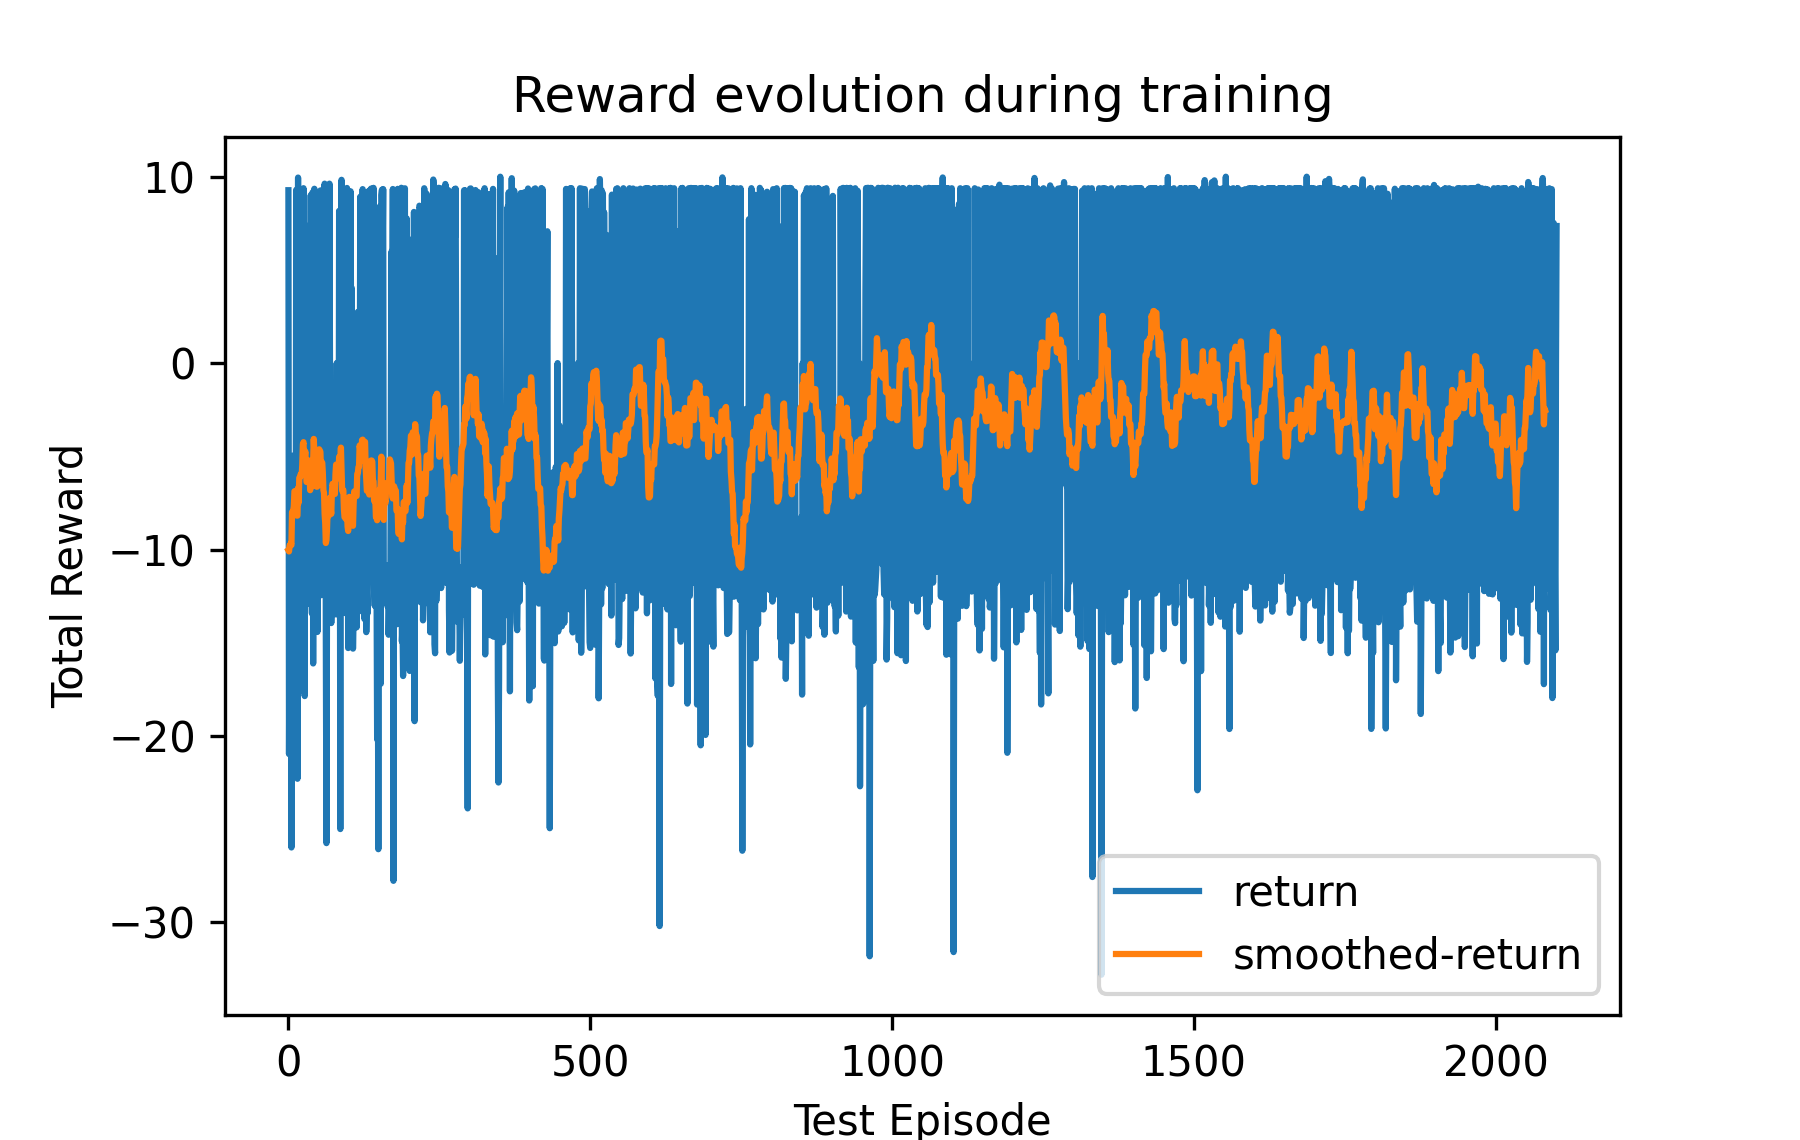 Reward evolution during training
10
0
−10
−20
−30
Total Reward
return
smoothed-return
0 500 1000 1500 2000
Test Episode